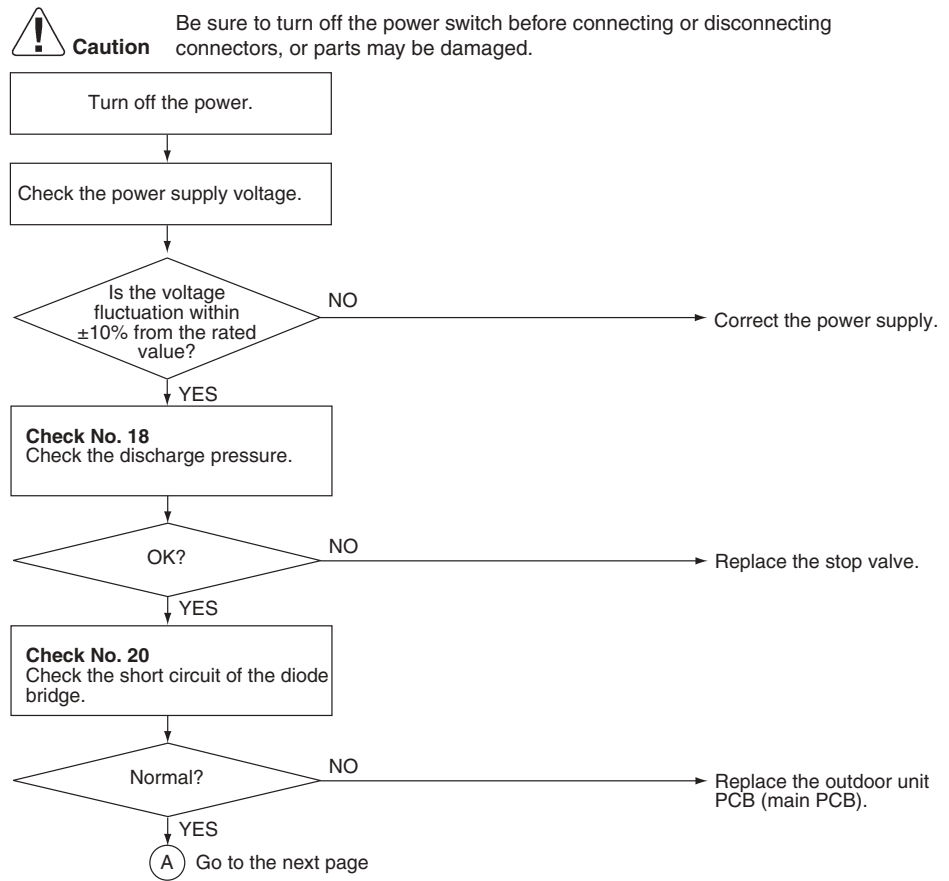 Be sure to turn off the power switch before connecting or disconnecting
Caution connectors, or parts may be damaged.
Turn off the power.
Check the power supply voltage.
Is the voltage
fluctuation within
±10% from the rated
value?
NO
Correct the power supply.
YES
Check No. 18
Check the discharge pressure.
OK?
NO
Replace the stop valve.
YES
Check No. 20
Check the short circuit of the diode
bridge.
Normal?
NO
Replace the outdoor unit
PCB (main PCB).
YES
A Go to the next page